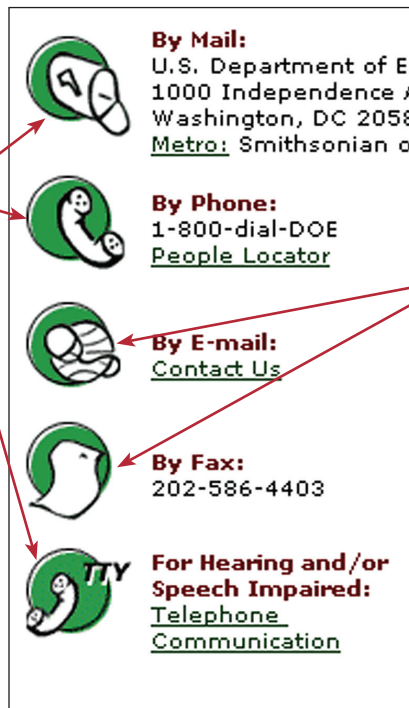 By Mail:
U.S. Department of E
1000 Independence A
Washington, DC 2058
Metro: Smithsonian o
By Phone:
1-800-dial-DOE
People Locator
By E-mail:
Contact Us
By Fax:
202-586-4403
TTY
For Hearing and/or
Speech Impaired:
Telephone
Communication